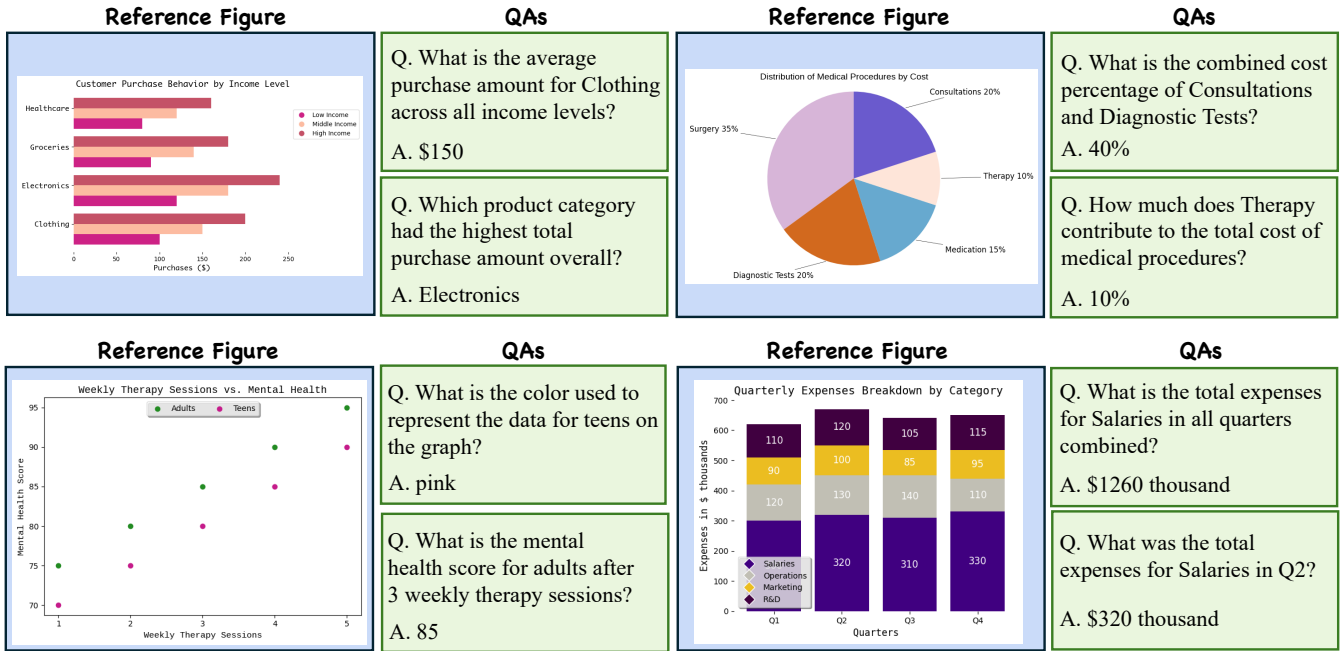 Reference Figure
QAs
Customer Purchase Behavior by Income Level
Healthcare
Groceries
Electronics
Clothing
Low Income
Middle Income
High Income
0 50 100 150 200 250
Purchases ($)
Q. What is the average
purchase amount for Clothing
across all income levels?
A. $150
Q. Which product category
had the highest total
purchase amount overall?
A. Electronics
Reference Figure
QAs
Distribution of Medical Procedures by Cost
Consultations 20%
Surgery 35%
Therapy 10%
Medication 15%
Diagnostic Tests 20%
Q. What is the combined cost
percentage of Consultations
and Diagnostic Tests?
A. 40%
Q. How much does Therapy
contribute to the total cost of
medical procedures?
A. 10%
Reference Figure
QAs
Weekly Therapy Sessions vs. Mental Health
Adults Teens
Mental Health Score
95
90
85
80
75
70
1 2 3 4 5
Weekly Therapy Sessions
Q. What is the color used to
represent the data for teens on
the graph?
A. pink
Q. What is the mental
health score for adults after
3 weekly therapy sessions?
A. 85
Reference Figure
QAs
Quarterly Expenses Breakdown by Category
Expenses in $ thousands
700
600
500
400
300
200
100
0
110 120 105 115
90 100 85 95
120 130 140 110
320 310 330
Salaries
Operations
Marketing
R&D
Q1 Q2 Q3 Q4
Quarters
Q. What is the total expenses
for Salaries in all quarters
combined?
A. $1260 thousand
Q. What was the total
expenses for Salaries in Q2?
A. $320 thousand